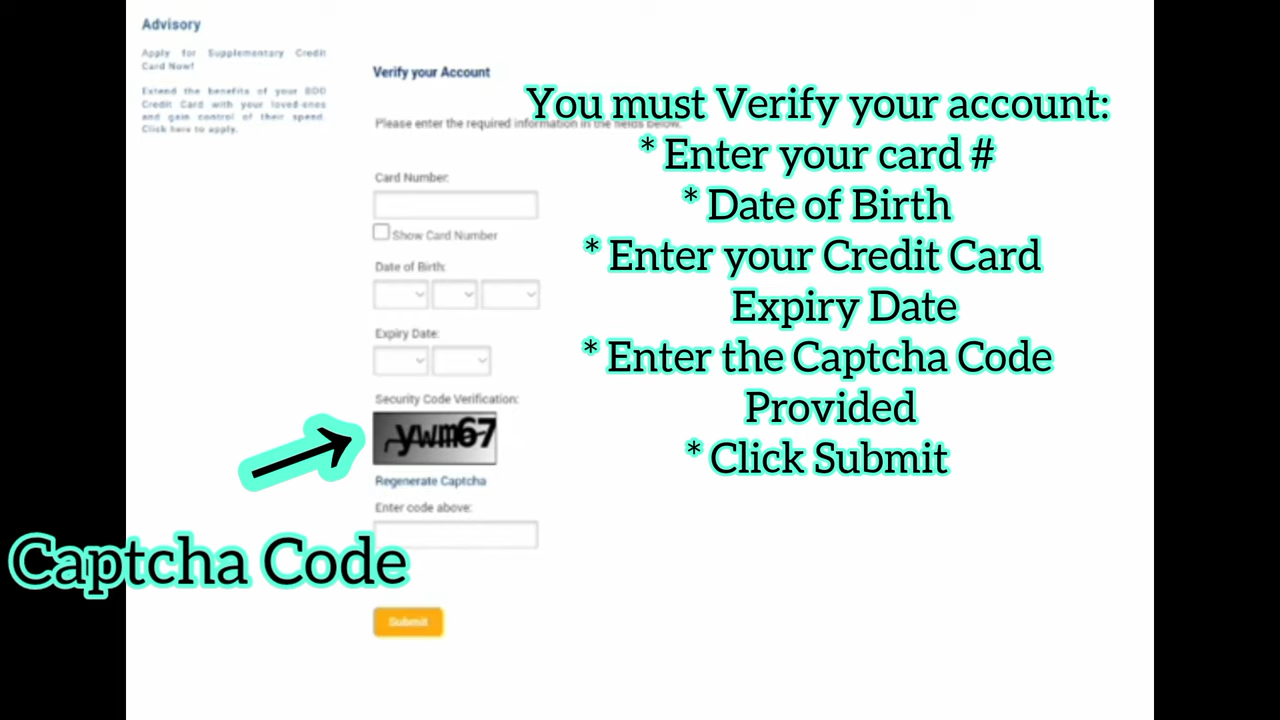 Advisory
Apply for Supplementary Credit
Card Now!
Extend the benefits of your BDO
Credit Card with your loved-ones
and gain control of their spend.
Click here to apply.
Verify your Account
Please enter the required information in the fields below.
Card Number:
Show Card Number
Date of Birth:
Expiry Date:
Security Code Verification:
ywm67
Regenerate Captcha
Enter code above:
Submit
You must Verify your account:
* Enter your card #
* Date of Birth
* Enter your Credit Card
Expiry Date
* Enter the Captcha Code
Provided
* Click Submit
Captcha Code